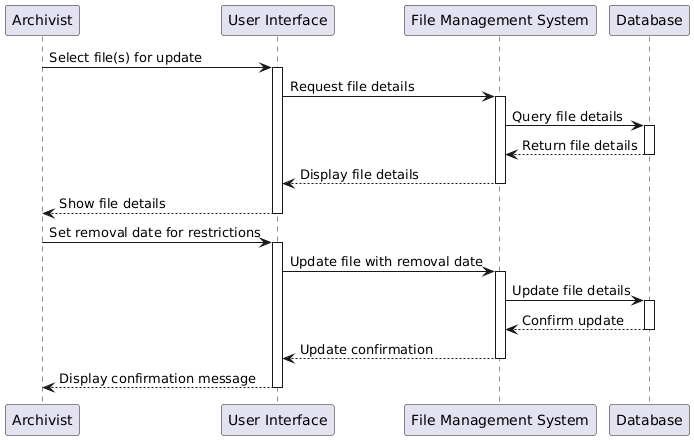 Archivist
User Interface
File Management System
Database
Select file(s) for update
Request file details
Query file details
Return file details
Display file details
Show file details
Set removal date for restrictions
Update file with removal date
Update file details
Confirm update
Update confirmation
Display confirmation message
Archivist
User Interface
File Management System
Database